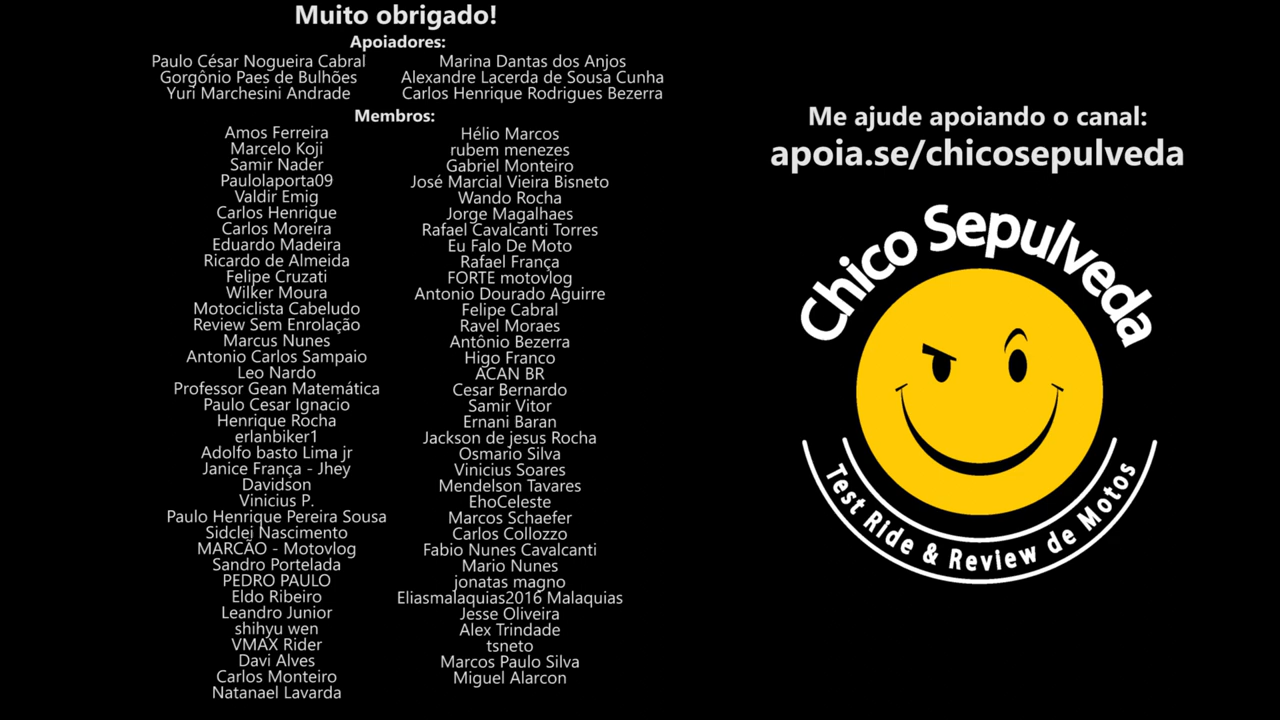 Muito obrigado!
Apoiadores:
Paulo César Nogueira Cabral
Gorgônio Paes de Bulhões
Yuri Marchesini Andrade
Marina Dantas dos Anjos
Alexandre Lacerda de Sousa Cunha
Carlos Henrique Rodrigues Bezerra
Membros:
Amos Ferreira
Marcelo Koji
Samir Nader
Paulolaporta09
Valdir Emig
Carlos Henrique
Carlos Moreira
Eduardo Madeira
Ricardo de Almeida
Felipe Cruzati
Wilker Moura
Motociclista Cabeludo
Review Sem Enrolação
Marcus Nunes
Antonio Carlos Sampaio
Leo Nardo
Professor Gean Matemática
Paulo Cesar Ignacio
Henrique Rocha
erlanbiker1
Adolfo basto Lima jr
Janice França - Jhey
Davidson
Vinicius P.
Paulo Henrique Pereira Sousa
Sidclei Nascimento
MARCÃO - Motovlog
Sandro Portelada
PEDRO PAULO
Eldo Ribeiro
Leandro Junior
shihyu wen
VMAX Rider
Davi Alves
Carlos Monteiro
Natanael Lavarda
Hélio Marcos
rubem menezes
Gabriel Monteiro
José Marcial Vieira Bisneto
Wando Rocha
Jorge Magalhaes
Rafael Cavalcanti Torres
Eu Falo De Moto
Rafael França
FORTE motovlog
Antonio Dourado Aguirre
Felipe Cabral
Ravel Moraes
Antônio Bezerra
Higo Franco
ACAN BR
Cesar Bernardo
Samir Vitor
Ernani Baran
Jackson de jesus Rocha
Osmario Silva
Vinicius Soares
Mendelson Tavares
EhoCeleste
Marcos Schaefer
Carlos Collozzo
Fabio Nunes Cavalcanti
Mario Nunes
jonatas magno
Eliasmalaquias2016 Malaquias
Jesse Oliveira
Alex Trindade
tsneto
Marcos Paulo Silva
Miguel Alarcon
Me ajude apoiando o canal:
apoia.se/chicosepulveda
Chico Sepulveda
Test Ride & Review de Motos